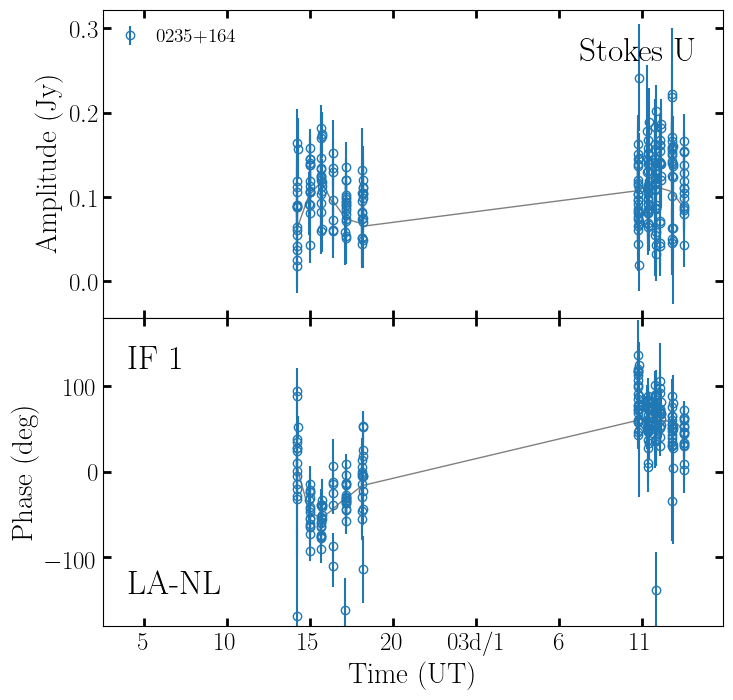 0235+164
Stokes U
0.3
0.2
0.1
0.0
Amplitude (Jy)
IF 1
100
0
−100
Phase (deg)
LA-NL
5 10 15 20 03d/1 6 11
Time (UT)